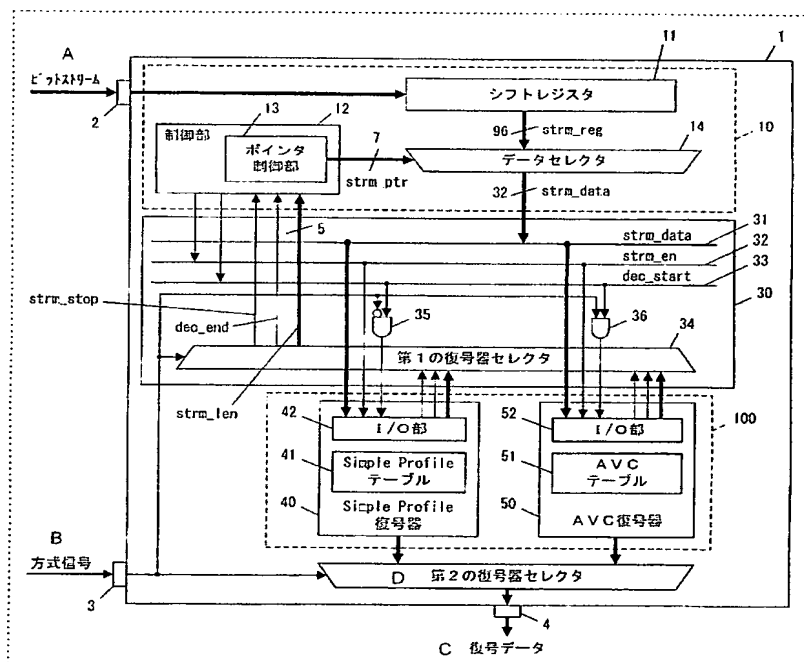 A
ビットストリーム
2
11
1
シフトレジスタ
10
12
13
制御部
ポインタ
制御部
96
strm_reg
14
7
strm_ptr
データセレクタ
32
strm_data
5
strm_data
31
strm_en
32
dec_start
33
30
strm_stop
dec_end
35
36
34
第1の復号器セレクタ
strm_len
42
I/O部
52
I/O部
100
41
Simple Profile
テーブル
51
AVC
テーブル
40
Simple Profile
復号器
50
AVC復号器
B
方式信号
3
D
第2の復号器セレクタ
4
C
復号データ